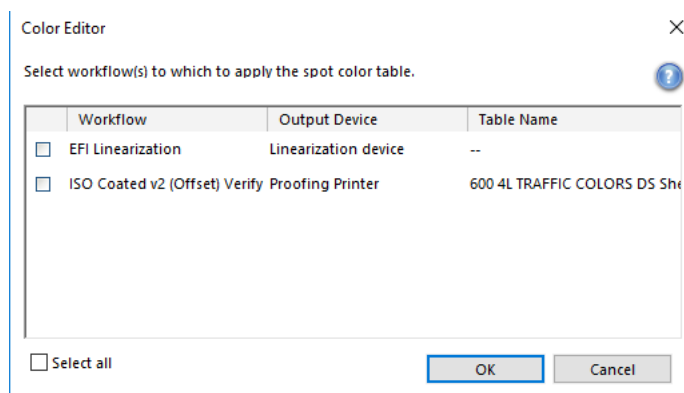 Color Editor
Select workflow(s) to which to apply the spot color table.
Workflow Output Device Table Name
EFI Linearization Linearization device --
ISO Coated v2 (Offset) Verify Proofing Printer 600 4L TRAFFIC COLORS DS She
Select all OK Cancel